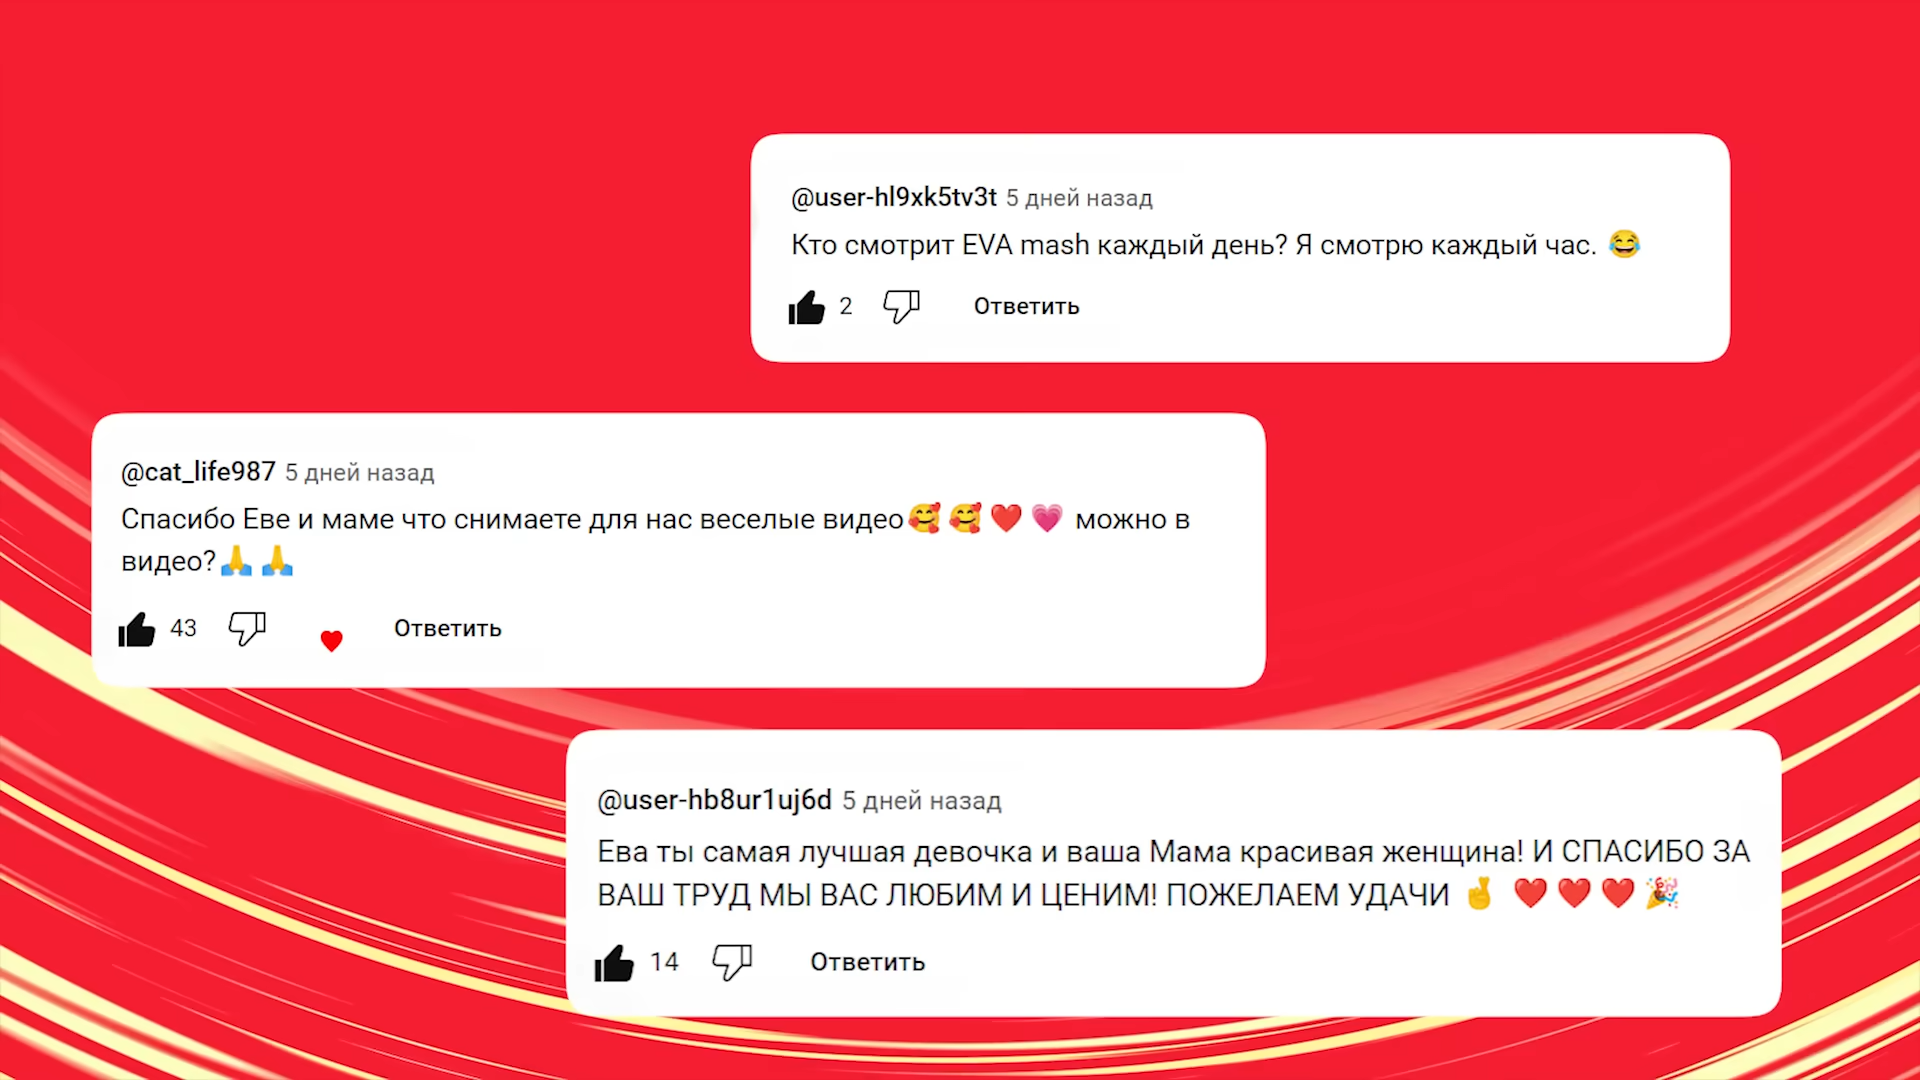 @user-hl9xk5tv3t 5 дней назад
Кто смотрит EVA mash каждый день? Я смотрю каждый час. 😂
2 Ответить
@cat_life987 5 дней назад
Спасибо Еве и маме что снимаете для нас веселые видео🥰🥰❤️💗 можно в
видео?🙏🙏
43 Ответить
@user-hb8ur1uj6d 5 дней назад
Ева ты самая лучшая девочка и ваша Мама красивая женщина! И СПАСИБО ЗА
ВАШ ТРУД МЫ ВАС ЛЮБИМ И ЦЕНИМ! ПОЖЕЛАЕМ УДАЧИ 🤞 ❤️❤️❤️🎉
14 Ответить